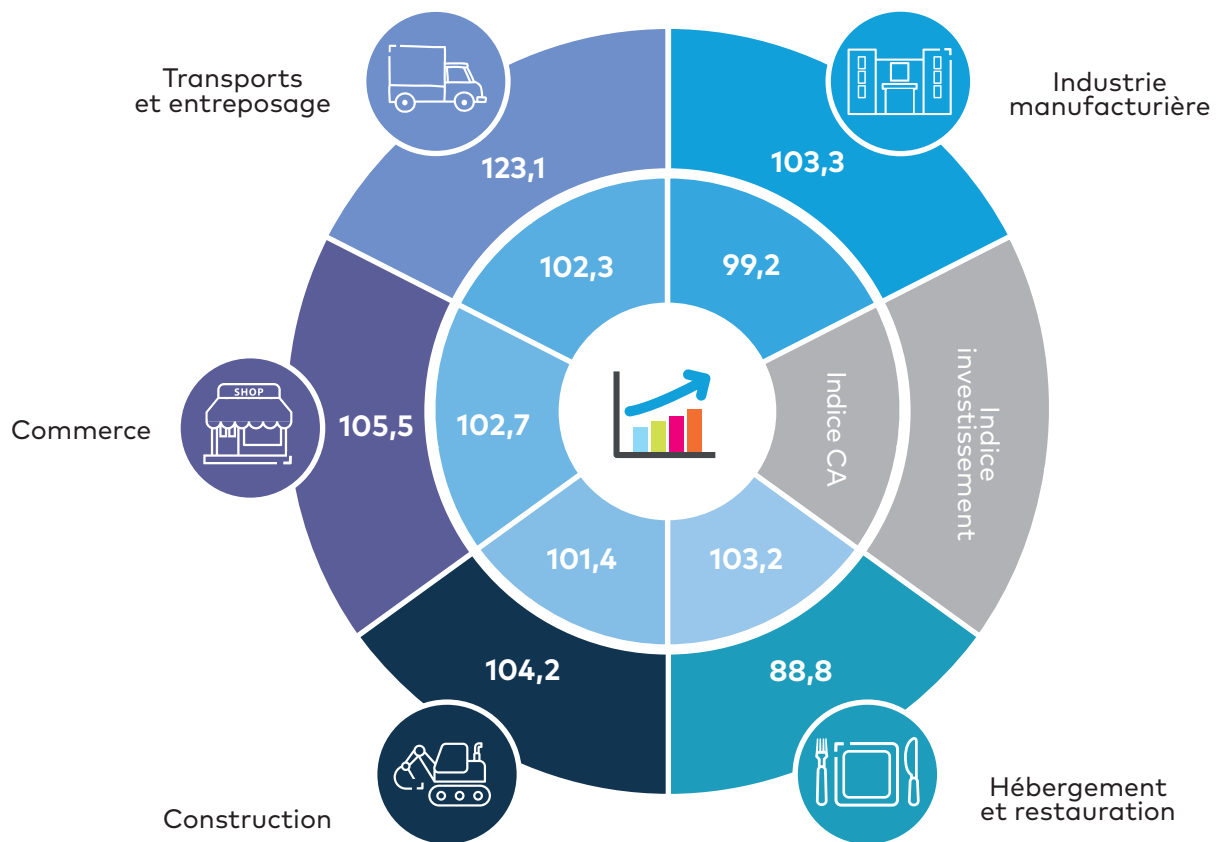 Transports
et entreposage
Industrie
manufacturière
123,1
103,3
102,3
99,2
Commerce
SHOP
105,5
102,7
Indice CA
Indice
investissement
101,4
103,2
104,2
88,8
Construction
Hébergement
et restauration